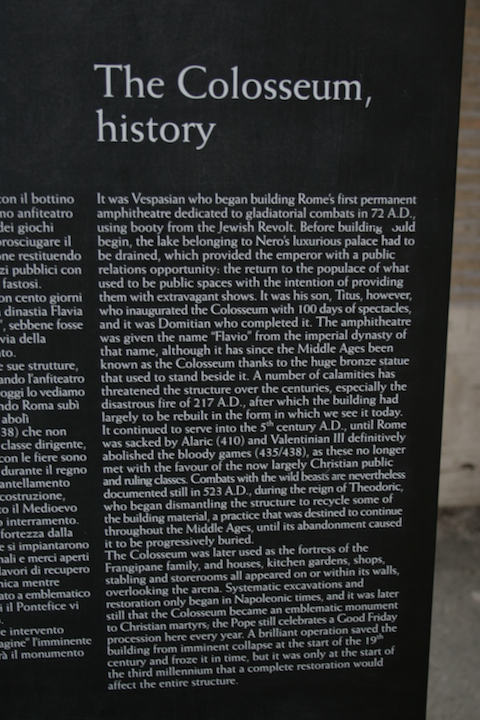 The Colosseum,
history
con il bottino
no anfiteatro
dei giochi
prosciugare il
one restituendo
zi pubblici con
fastosi.
on cento giorni
dinastia Flavia
", sebbene fosse
via della
to.
e sue strutture,
ando l'anfiteatro
oggi lo vediamo
ndo Roma subì
abolì
38) che non
classe dirigente,
con le fiere sono
durante il regno
antellamento
costruzione,
to il Medioevo
o interramento.
fortezza dalla
e si impiantarono
nali e merci aperti
lavori di recupero
nica mentre
ato a emblematico
i il Pontefice vi
e intervento
agine" l'imminente
rà il monumento
It was Vespasian who began building Rome's first permanent
amphitheatre dedicated to gladiatorial combats in 72 A.D.,
using booty from the Jewish Revolt. Before building ould
begin, the lake belonging to Nero's luxurious palace had to
be drained, which provided the emperor with a public
relations opportunity: the return to the populace of what
used to be public spaces with the intention of providing
them with extravagant shows. It was his son, Titus, however,
who inaugurated the Colosseum with 100 days of spectacles,
and it was Domitian who completed it. The amphitheatre
was given the name "Flavio" from the imperial dynasty of
that name, although it has since the Middle Ages been
known as the Colosseum thanks to the huge bronze statue
that used to stand beside it. A number of calamities has
threatened the structure over the centuries, especially the
disastrous fire of 217 A.D., after which the building had
largely to be rebuilt in the form in which we see it today.
It continued to serve into the 5th century A.D., until Rome
was sacked by Alaric (410) and Valentinian III definitively
abolished the bloody games (435/438), as these no longer
met with the favour of the now largely Christian public
and ruling classes. Combats with the wild beasts are nevertheless
documented still in 523 A.D., during the reign of Theodoric,
who began dismantling the structure to recycle some of
the building material, a practice that was destined to continue
throughout the Middle Ages, until its abandonment caused
it to be progressively buried.
The Colosseum was later used as the fortress of the
Frangipane family, and houses, kitchen gardens, shops,
stabling and storerooms all appeared on or within its walls,
overlooking the arena. Systematic excavations and
restoration only began in Napoleonic times, and it was later
still that the Colosseum became an emblematic monument
to Christian martyrs; the Pope still celebrates a Good Friday
procession here every year. A brilliant operation saved the
building from imminent collapse at the start of the 19th
century and froze it in time, but it was only at the start of
the third millennium that a complete restoration would
affect the entire structure.